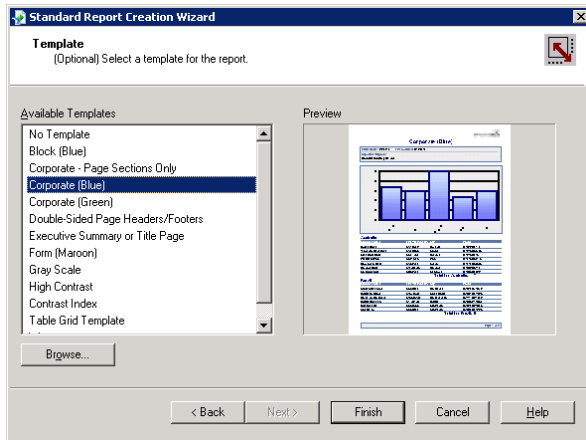 Standard Report Creation Wizard
Template
(Optional) Select a template for the report.
Available Templates
Preview
No Template
Block (Blue)
Corporate - Page Sections Only
Corporate (Blue)
Corporate (Green)
Double-Sided Page Headers/Footers
Executive Summary or Title Page
Form (Maroon)
Gray Scale
High Contrast
Contrast Index
Table Grid Template
Corporate (Blue)
Browse...
< Back
Next >
Finish
Cancel
Help